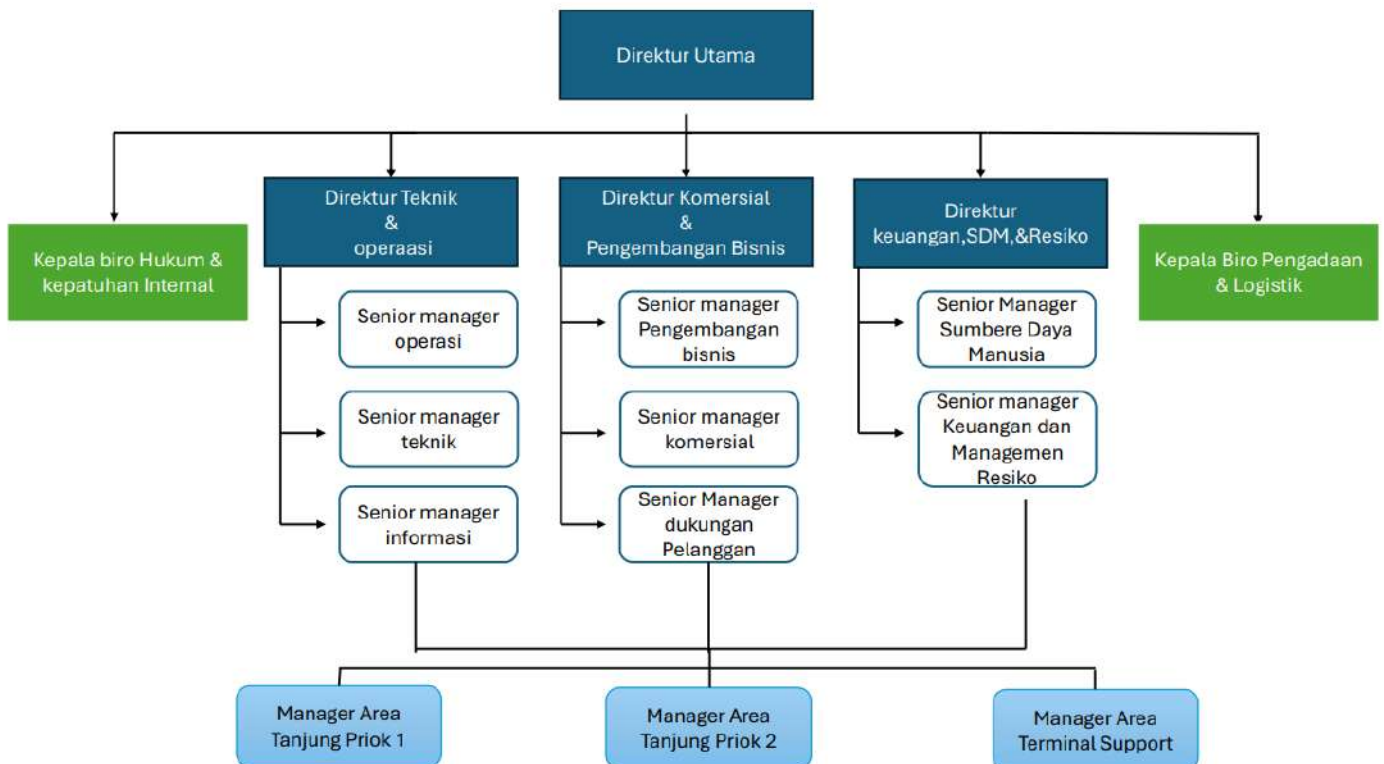 Direktur Utama
Direktur Teknik
&
operaasi
Direktur Komersial
&
Pengembangan Bisnis
Direktur
keuangan,SDM,&Resiko
Kepala biro Hukum &
kepatuhan Internal
Kepala Biro Pengadaan
& Logistik
Senior manager
operasi
Senior manager
Pengembangan
bisnis
Senior Manager
Sumbere Daya
Manusia
Senior manager
teknik
Senior manager
komersial
Senior manager
Keuangan dan
Managemen
Resiko
Senior manager
informasi
Senior Manager
dukungan
Pelanggan
Manager Area
Tanjung Priok 1
Manager Area
Tanjung Priok 2
Manager Area
Terminal Support